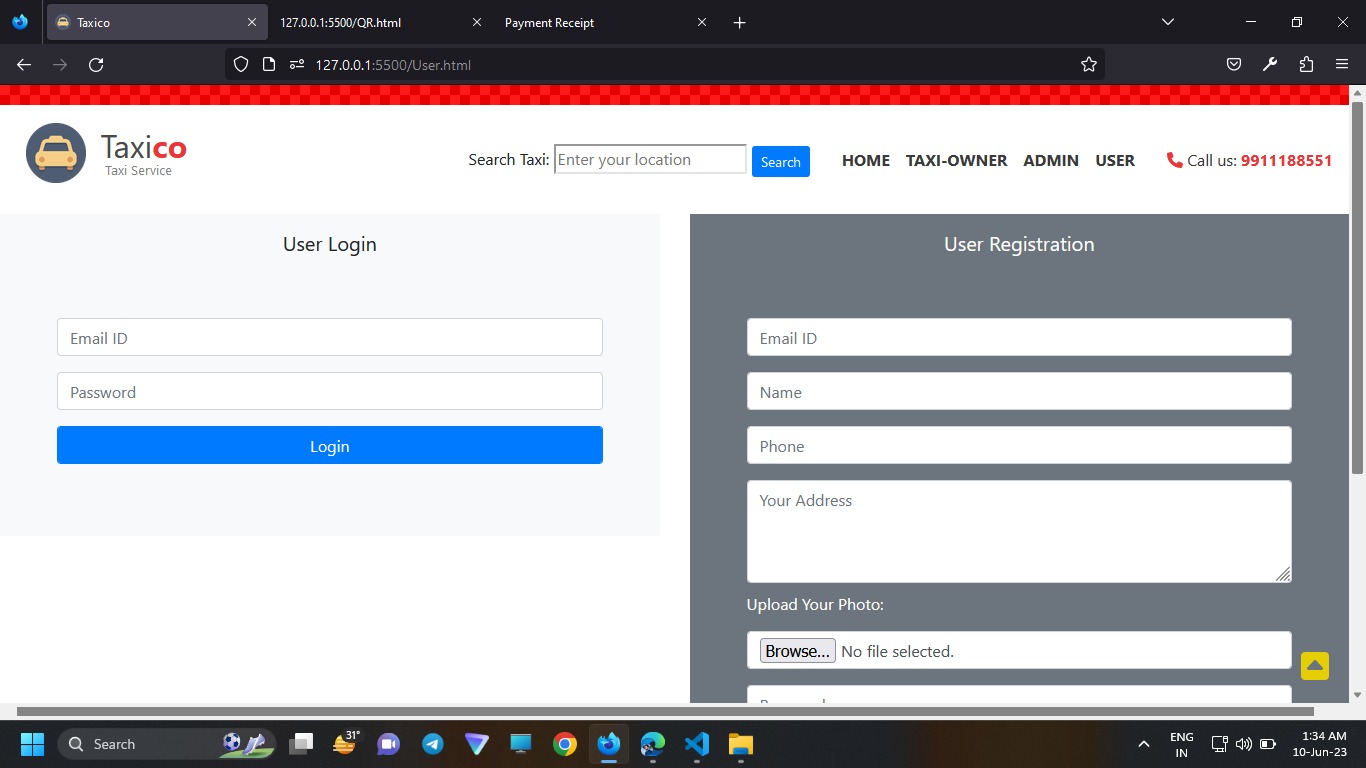 Taxico
127.0.0.1:5500/QR.html
Payment Receipt
127.0.0.1:5500/User.html
Taxico
Taxi Service
Search Taxi: Enter your location Search
HOME TAXI-OWNER ADMIN USER
Call us: 9911188551
User Login
Email ID
Password
Login
User Registration
Email ID
Name
Phone
Your Address
Upload Your Photo:
Browse... No file selected.
Search
31°
ENG
IN
1:34 AM
10-Jun-23